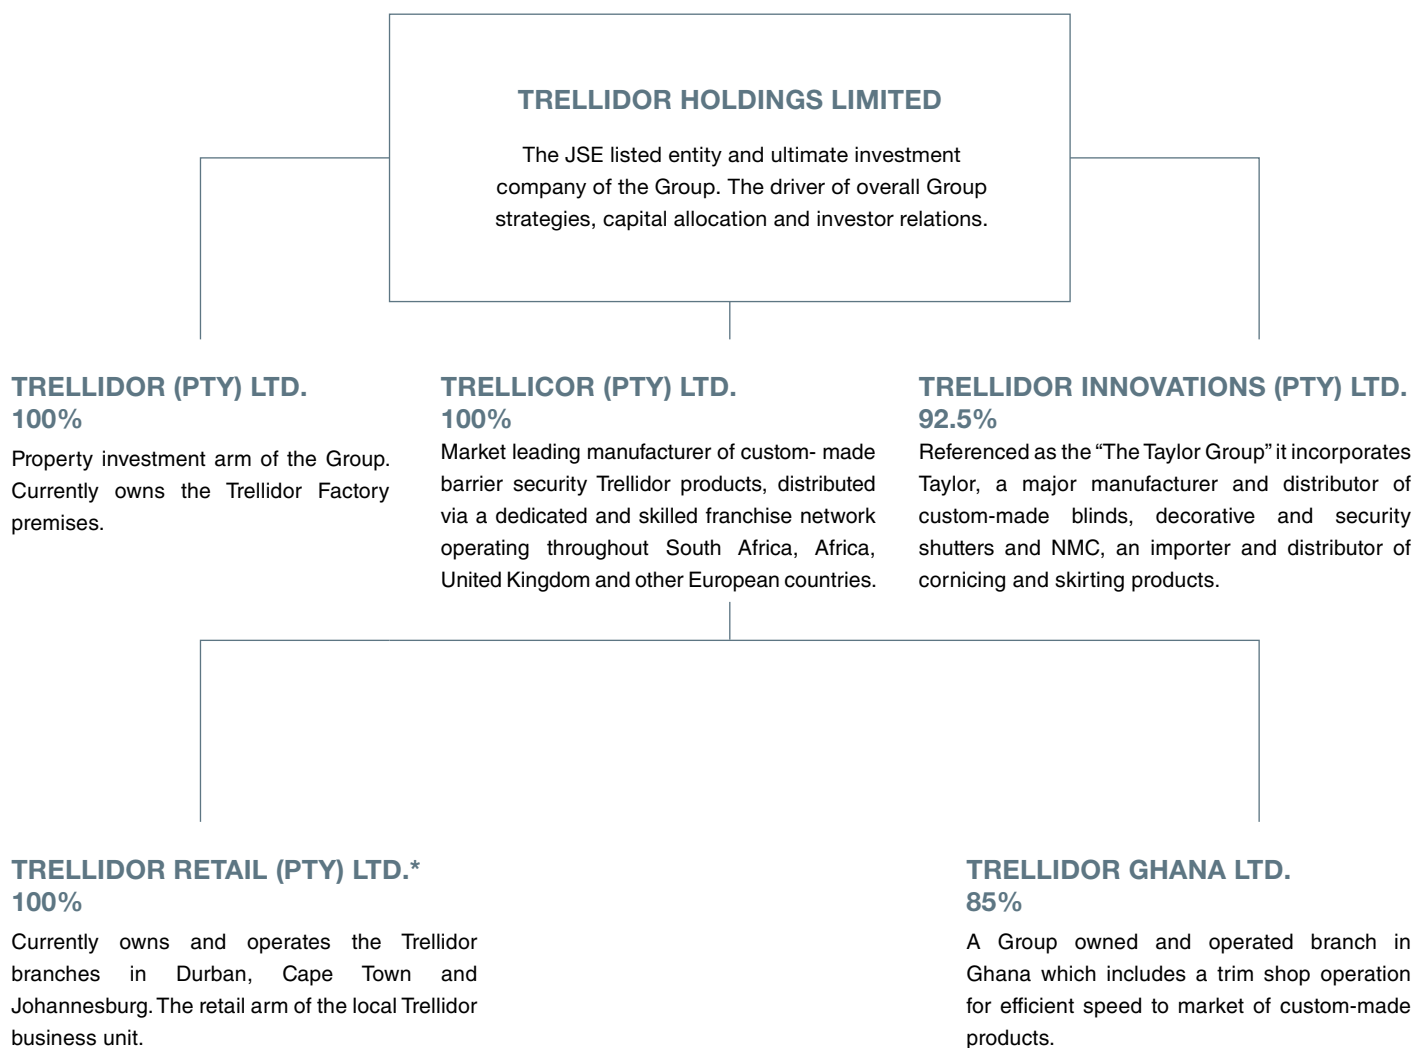 TRELLIDOR HOLDINGS LIMITED
The JSE listed entity and ultimate investment
company of the Group. The driver of overall Group
strategies, capital allocation and investor relations.
TRELLIDOR (PTY) LTD.
100%
Property investment arm of the Group.
Currently owns the Trellidor Factory
premises.
TRELLICOR (PTY) LTD.
100%
Market leading manufacturer of custom- made
barrier security Trellidor products, distributed
via a dedicated and skilled franchise network
operating throughout South Africa, Africa,
United Kingdom and other European countries.
TRELLIDOR INNOVATIONS (PTY) LTD.
92.5%
Referenced as the “The Taylor Group” it incorporates
Taylor, a major manufacturer and distributor of
custom-made blinds, decorative and security
shutters and NMC, an importer and distributor of
cornicing and skirting products.
TRELLIDOR RETAIL (PTY) LTD.*
100%
Currently owns and operates the Trellidor
branches in Durban, Cape Town and
Johannesburg. The retail arm of the local Trellidor
business unit.
TRELLIDOR GHANA LTD.
85%
A Group owned and operated branch in
Ghana which includes a trim shop operation
for efficient speed to market of custom-made
products.